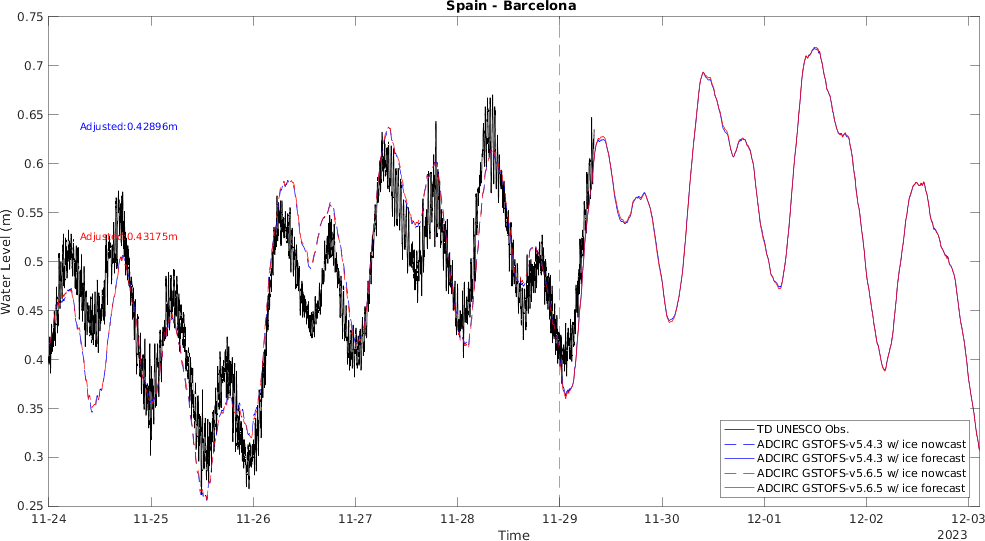 Spain - Barcelona
0.75
0.7
0.65
0.6
0.55
0.5
0.45
0.4
0.35
0.3
0.25
Water Level (m)
Adjusted:0.42896m
Adjusted:0.43175m
TD UNESCO Obs.
ADCIRC GSTOFS-v5.4.3 w/ ice nowcast
ADCIRC GSTOFS-v5.4.3 w/ ice forecast
ADCIRC GSTOFS-v5.6.5 w/ ice nowcast
ADCIRC GSTOFS-v5.6.5 w/ ice forecast
11-24 11-25 11-26 11-27 11-28 11-29 11-30 12-01 12-02 12-03
Time
2023